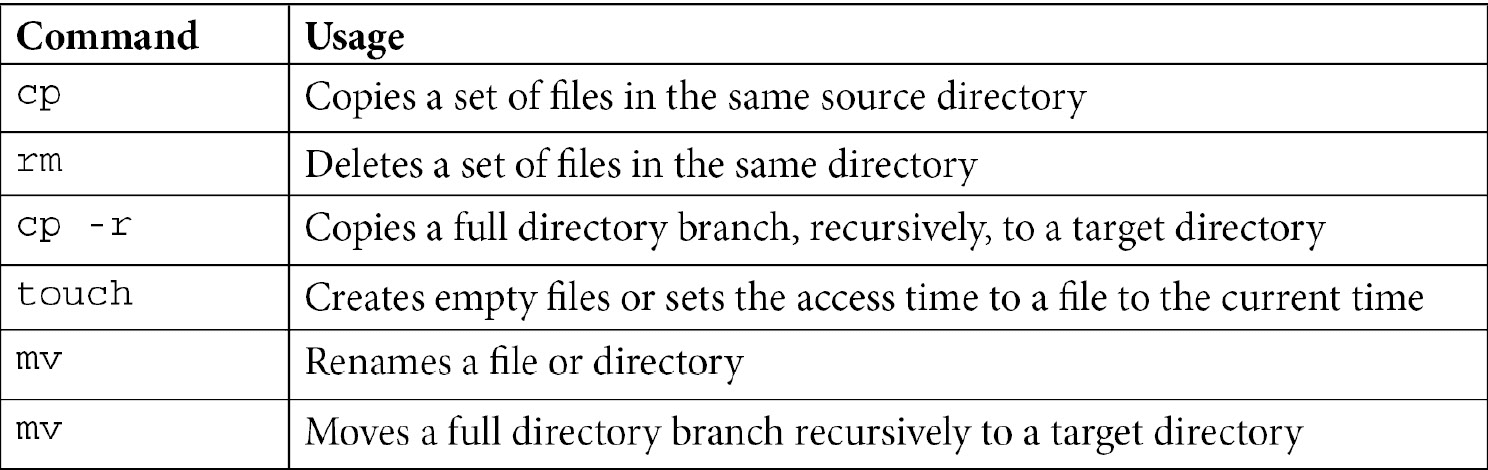 Command Usage
cp Copies a set of files in the same source directory
rm Deletes a set of files in the same directory
cp -r Copies a full directory branch, recursively, to a target directory
touch Creates empty files or sets the access time to a file to the current time
mv Renames a file or directory
mv Moves a full directory branch recursively to a target directory